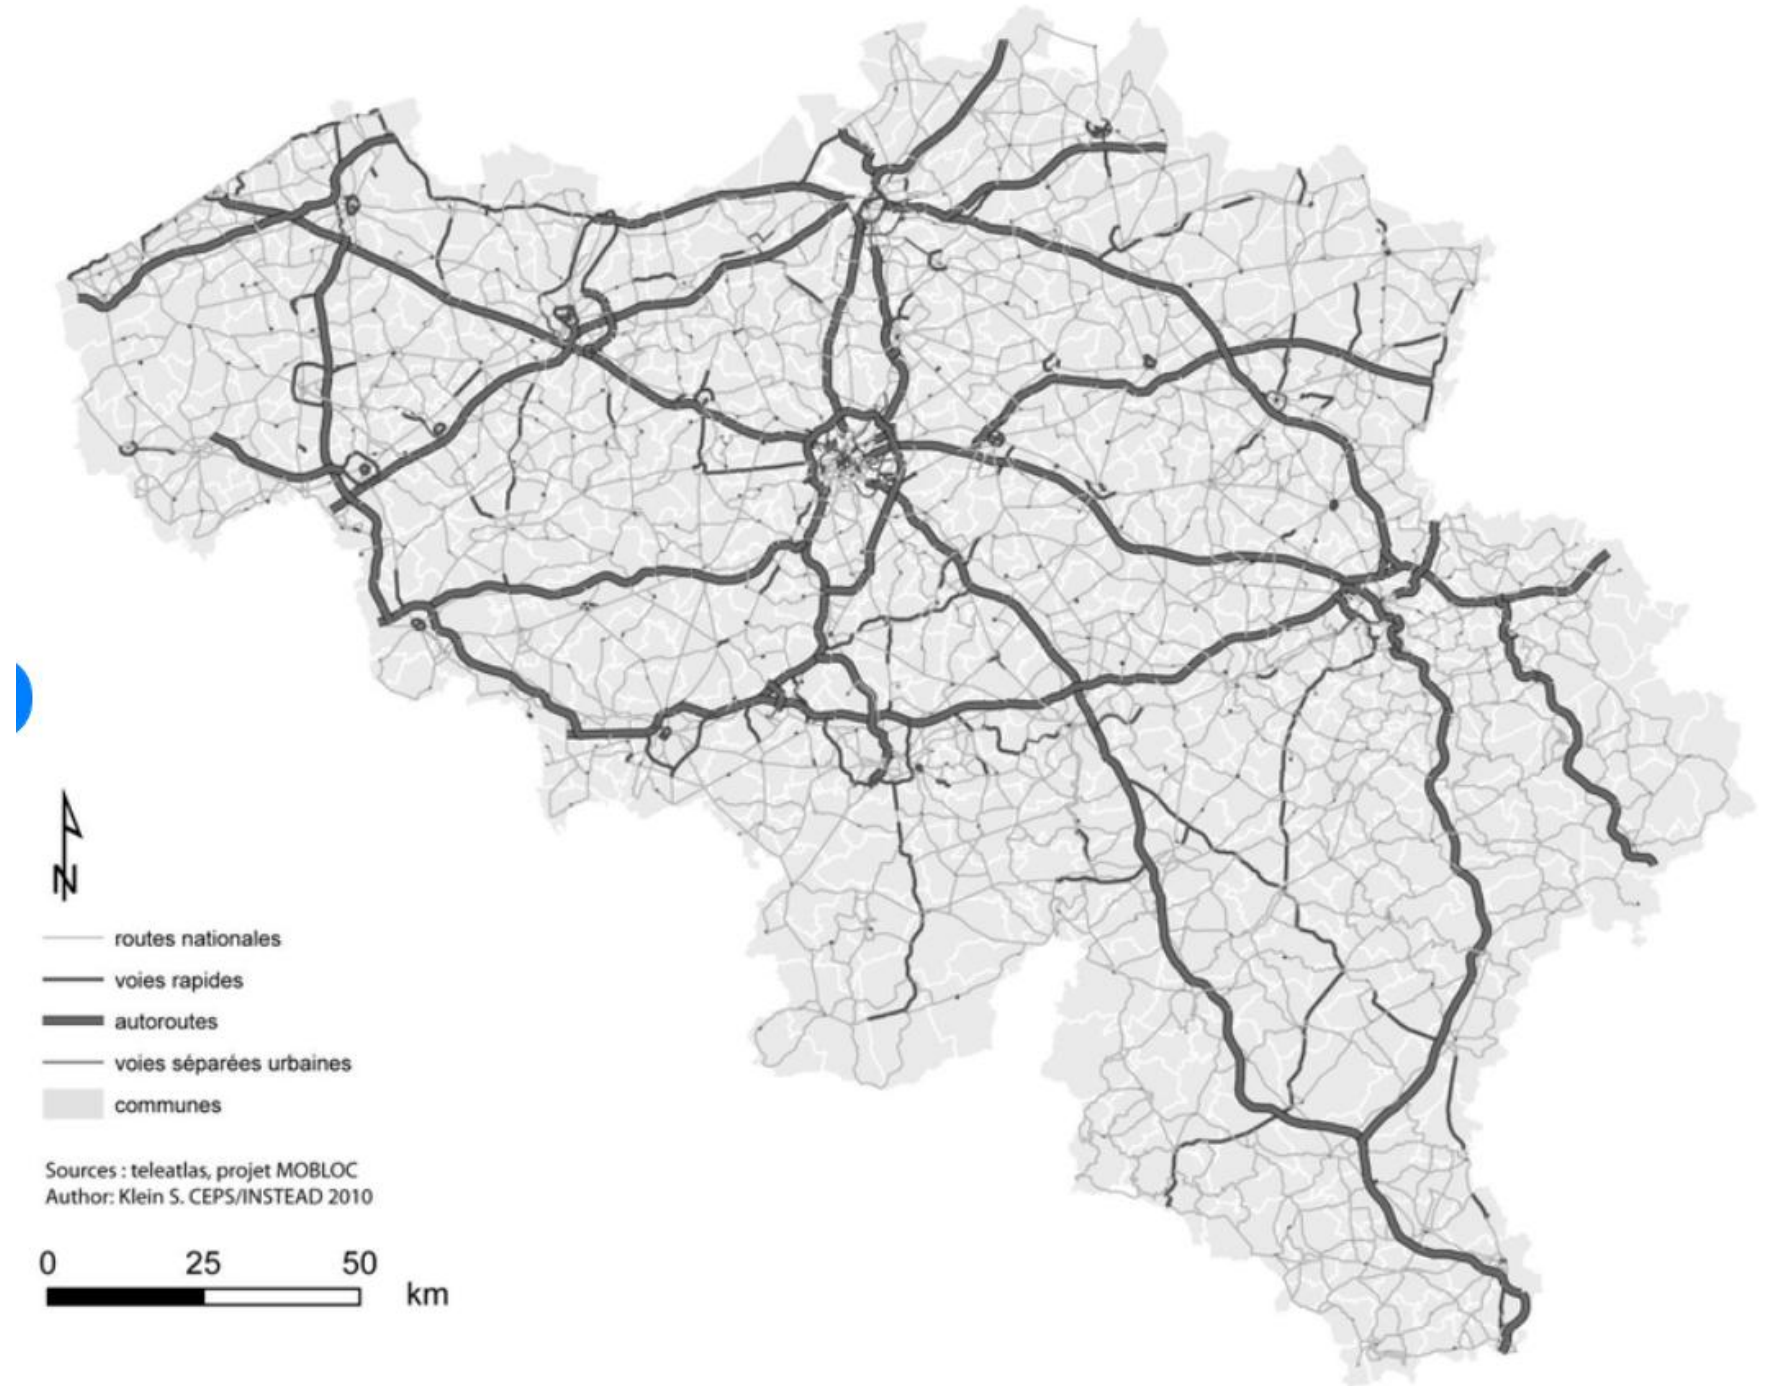 N
routes nationales
voies rapides
autoroutes
voies séparées urbaines
communes
Sources : teleatlas, projet MOBLOC
Author: Klein S. CEPS/INSTEAD 2010
0 25 50
km